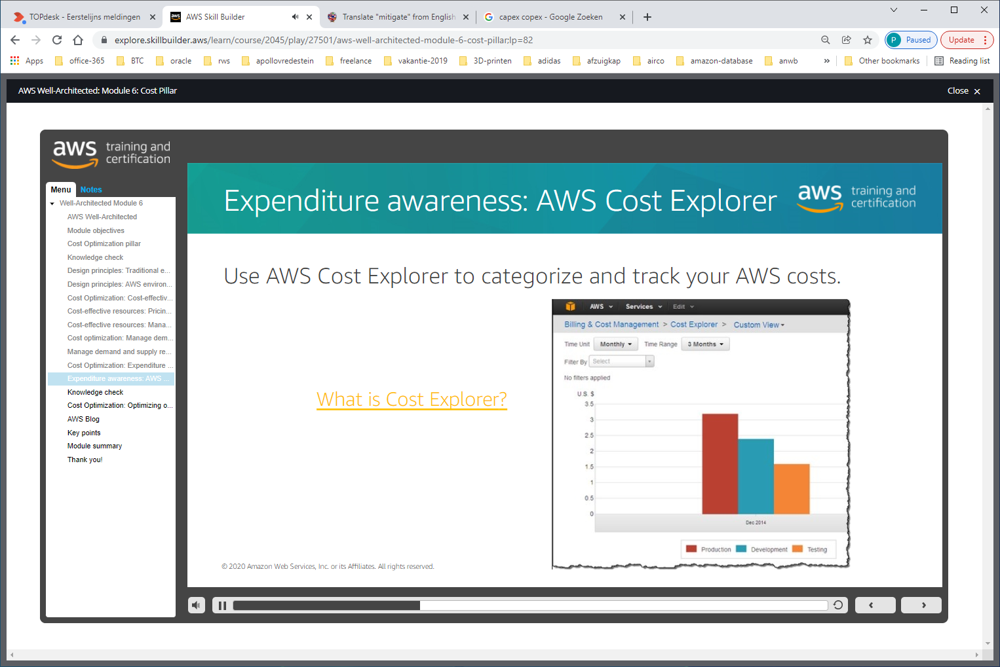 TOPdesk - Eerstelijns meldingen
AWS Skill Builder
Translate "mitigate" from English
capex copex - Google Zoeken
explore.skillbuilder.aws/learn/course/2045/play/27501/aws-well-architected-module-6-cost-pillar;lp=82
P Paused
Update
Apps office-365 BTC oracle rws apollovredestein freelance vakantie-2019 3D-printen adidas afzuigkap airco amazon-database anwb » Other bookmarks Reading list
AWS Well-Architected: Module 6: Cost Pillar
Close
aws training and
certification
Menu Notes
Well-Architected Module 6
AWS Well-Architected
Module objectives
Cost Optimization pillar
Knowledge check
Design principles: Traditional e...
Design principles: AWS environ...
Cost Optimization: Cost-effectiv...
Cost-effective resources: Pricin...
Cost-effective resources: Mana...
Cost optimization: Manage dem...
Manage demand and supply re...
Cost Optimization: Expenditure ...
Expenditure awareness: AWS ...
Knowledge check
Cost Optimization: Optimizing o...
AWS Blog
Key points
Module summary
Thank you!
Expenditure awareness: AWS Cost Explorer
aws training and
certification
Use AWS Cost Explorer to categorize and track your AWS costs.
What is Cost Explorer?
AWS Services Edit
Billing & Cost Management > Cost Explorer > Custom View
Time Unit Monthly Time Range 3 Months
Filter By Select
No filters applied
U.S. $
3.5
3
2.5
2
1.5
1
0.5
0
Dec 2014
Production Development Testing
© 2020 Amazon Web Services, Inc. or its Affiliates. All rights reserved.